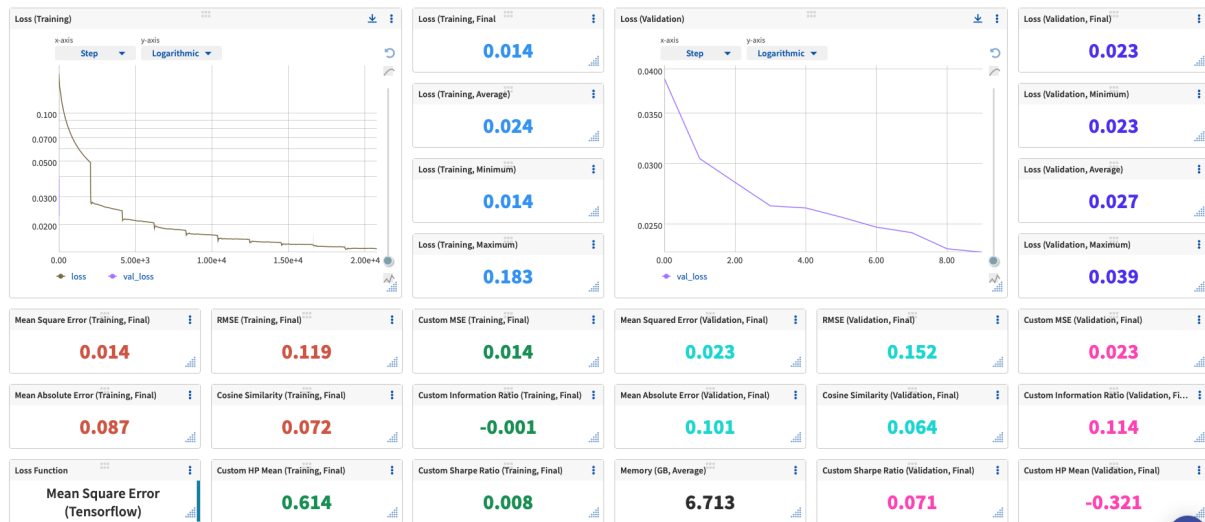 Loss (Training)
x-axis
y-axis
Step
Logarithmic
0.100
0.0700
0.0500
0.0300
0.0200
0.00
5.00e+3
1.00e+4
1.50e+4
2.00e+4
loss
val_loss
Loss (Training, Final
0.014
Loss (Training, Average)
0.024
Loss (Training, Minimum)
0.014
Loss (Training, Maximum)
0.183
Loss (Validation)
x-axis
y-axis
Step
Logarithmic
0.0400
0.0350
0.0300
0.0250
0.00
2.00
4.00
6.00
8.00
val_loss
Loss (Validation, Final)
0.023
Loss (Validation, Minimum)
0.023
Loss (Validation, Average)
0.027
Loss (Validation, Maximum)
0.039
Mean Square Error (Training, Final)
0.014
RMSE (Training, Final)
0.119
Custom MSE (Training, Final)
0.014
Mean Squared Error (Validation, Final)
0.023
RMSE (Validation, Final)
0.152
Custom MSE (Validation, Final)
0.023
Mean Absolute Error (Training, Final)
0.087
Cosine Similarity (Training, Final)
0.072
Custom Information Ratio (Training, Final)
-0.001
Mean Absolute Error (Validation, Final)
0.101
Cosine Similarity (Validation, Final)
0.064
Custom Information Ratio (Validation, Fi...
0.114
Loss Function
Mean Square Error
(Tensorflow)
Custom HP Mean (Training, Final)
0.614
Custom Sharpe Ratio (Training, Final)
0.008
Memory (GB, Average)
6.713
Custom Sharpe Ratio (Validation, Final)
0.071
Custom HP Mean (Validation, Final)
-0.321